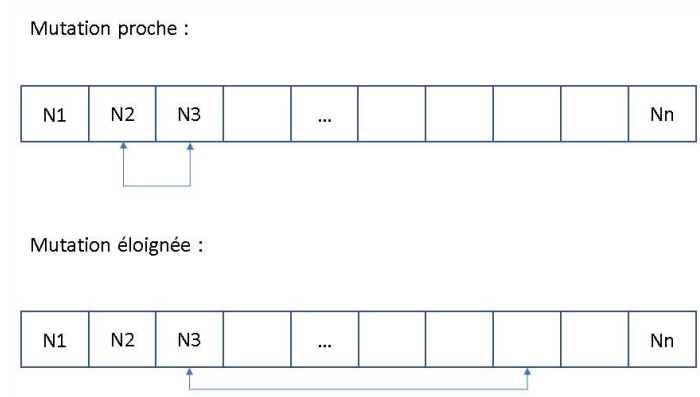 Mutation proche :
N1 N2 N3 ... Nn
Mutation éloignée :
N1 N2 N3 ... Nn